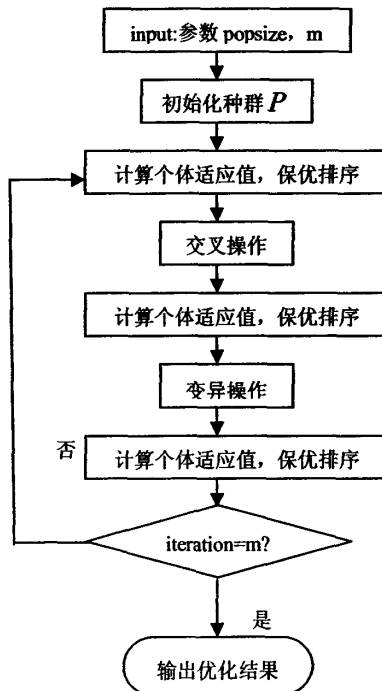 input:参数 popsize，m
初始化种群 P
计算个体适应值，保优排序
交叉操作
计算个体适应值，保优排序
变异操作
否
计算个体适应值，保优排序
iteration=m?
是
输出优化结果